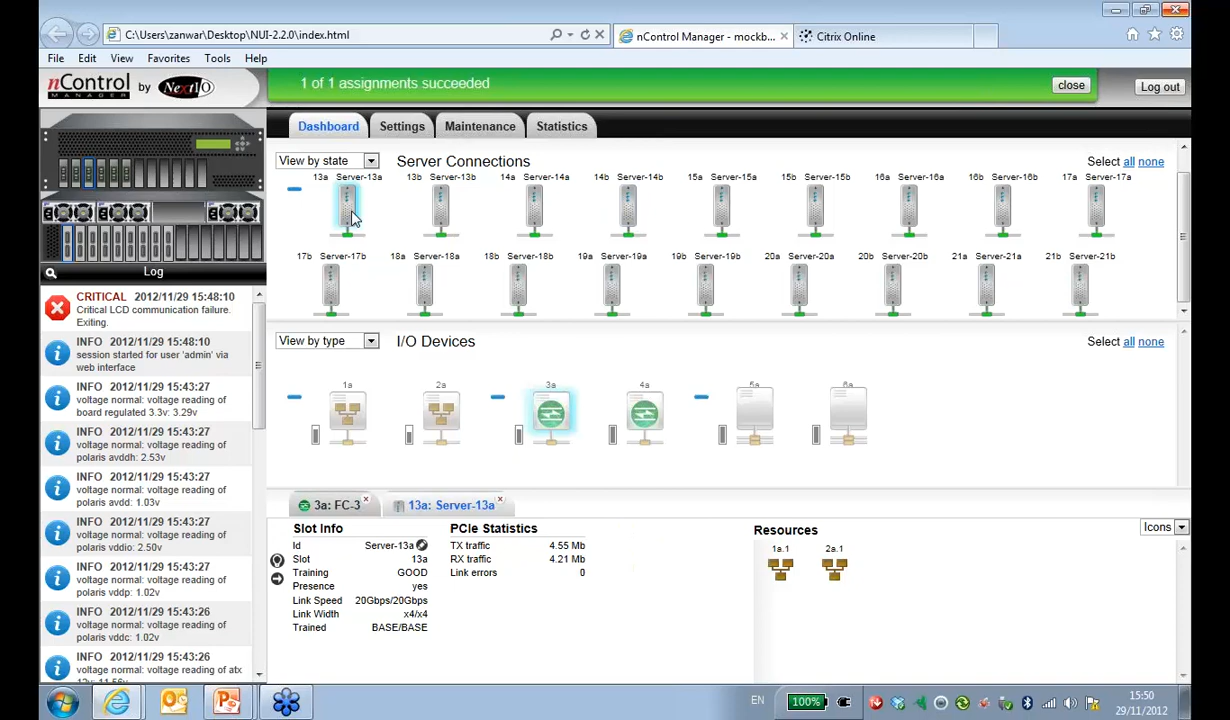 C:\Users\zanwar\Desktop\NUI-2.2.0\index.html
nControl Manager - mockb...
Citrix Online
File Edit View Favorites Tools Help
nControl MANAGER by NEXTIO
1 of 1 assignments succeeded
close
Log out
Dashboard Settings Maintenance Statistics
View by state
Server Connections
Select all none
13a Server-13a 13b Server-13b 14a Server-14a 14b Server-14b 15a Server-15a 15b Server-15b 16a Server-16a 16b Server-16b 17a Server-17a
17b Server-17b 18a Server-18a 18b Server-18b 19a Server-19a 19b Server-19b 20a Server-20a 20b Server-20b 21a Server-21a 21b Server-21b
Log
CRITICAL 2012/11/29 15:48:10
Critical LCD communication failure.
Exiting.
INFO 2012/11/29 15:48:10
session started for user 'admin' via
web interface
INFO 2012/11/29 15:43:27
voltage normal: voltage reading of
board regulated 3.3v: 3.29v
INFO 2012/11/29 15:43:27
voltage normal: voltage reading of
polaris avddh: 2.53v
INFO 2012/11/29 15:43:27
voltage normal: voltage reading of
polaris avdd: 1.03v
INFO 2012/11/29 15:43:27
voltage normal: voltage reading of
polaris vddio: 2.50v
INFO 2012/11/29 15:43:27
voltage normal: voltage reading of
polaris vddp: 1.02v
INFO 2012/11/29 15:43:26
voltage normal: voltage reading of
polaris vddc: 1.02v
INFO 2012/11/29 15:43:26
voltage normal: voltage reading of atx
View by type
I/O Devices
Select all none
1a 2a 3a 4a 5a 6a
3a: FC-3
13a: Server-13a
Slot Info
Id Server-13a
Slot 13a
Training GOOD
Presence yes
Link Speed 20Gbps/20Gbps
Link Width x4/x4
Trained BASE/BASE
PCIe Statistics
TX traffic 4.55 Mb
RX traffic 4.21 Mb
Link errors 0
Resources
Icons
1a.1 2a.1
EN
100%
15:50
29/11/2012